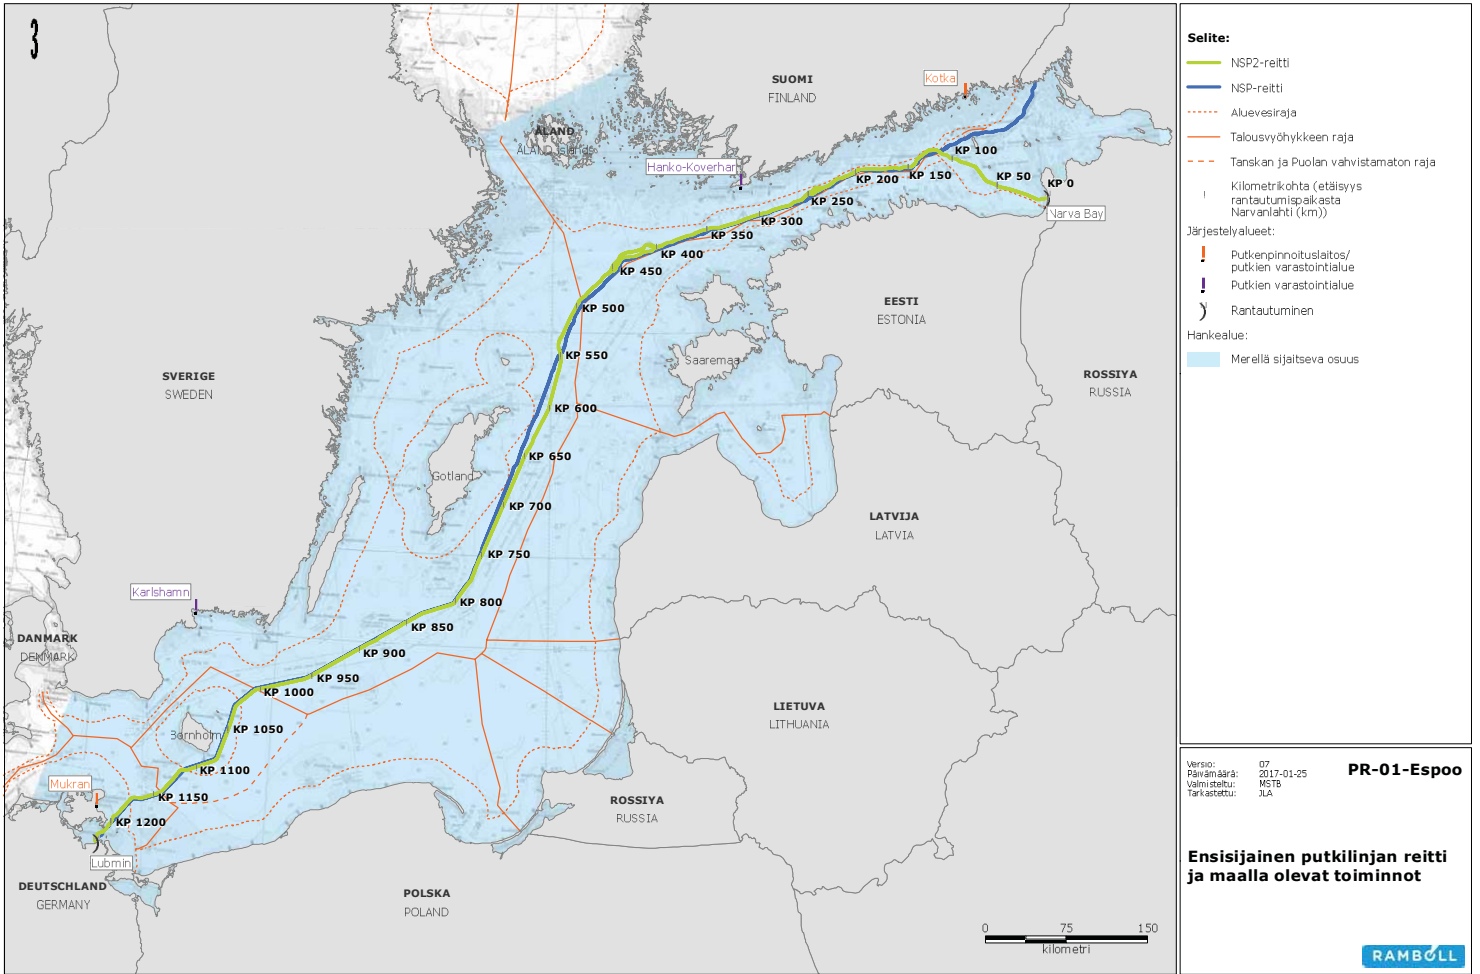 3
SUOMI
FINLAND
Kotka
ÅLAND
ÅLAND Islands
Hanko-Koverhar
KP 100
KP 50
KP 0
KP 150
KP 200
Narva Bay
KP 250
KP 300
KP 350
KP 400
KP 450
KP 500
EESTI
ESTONIA
KP 550
Saaremaa
SVERIGE
SWEDEN
ROSSIYA
RUSSIA
KP 600
KP 650
Gotland
KP 700
LATVIJA
LATVIA
KP 750
Karlshamn
KP 800
KP 850
DANMARK
DENMARK
KP 900
KP 950
KP 1000
LIETUVA
LITHUANIA
KP 1050
Bornholm
KP 1100
Mukran
KP 1150
ROSSIYA
RUSSIA
KP 1200
Lubmin
DEUTSCHLAND
GERMANY
POLSKA
POLAND
0 75 150
kilometri
Selite:
NSP2-reitti
NSP-reitti
Aluevesiraja
Talousvyöhykkeen raja
Tanskan ja Puolan vahvistamaton raja
Kilometrikohta (etäisyys
rantautumispaikasta
Narvanlahti (km))
Järjestelyalueet:
Putkenpinnoituslaitos/
putkien varastointialue
Putkien varastointialue
Rantautuminen
Hankealue:
Merellä sijaitseva osuus
Versio: 07
Päivämäärä: 2017-01-25
Valmisteltu: MSTB
Tarkastettu: JLA
PR-01-Espoo
Ensisijainen putkilinjan reitti
ja maalla olevat toiminnot
RAMBOLL